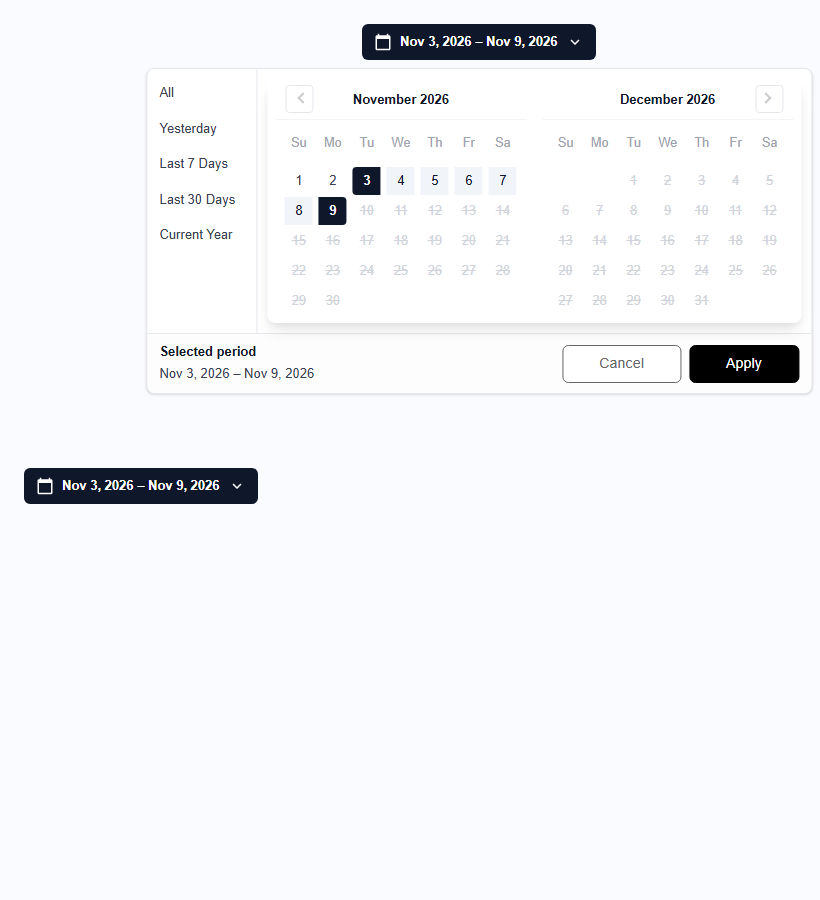 Nov 3, 2026 – Nov 9, 2026
All
Yesterday
Last 7 Days
Last 30 Days
Current Year
November 2026
Su Mo Tu We Th Fr Sa
1 2 3 4 5 6 7
8 9 10 11 12 13 14
15 16 17 18 19 20 21
22 23 24 25 26 27 28
29 30
December 2026
Su Mo Tu We Th Fr Sa
1 2 3 4 5
6 7 8 9 10 11 12
13 14 15 16 17 18 19
20 21 22 23 24 25 26
27 28 29 30 31
Selected period
Nov 3, 2026 – Nov 9, 2026
Cancel
Apply
Nov 3, 2026 – Nov 9, 2026